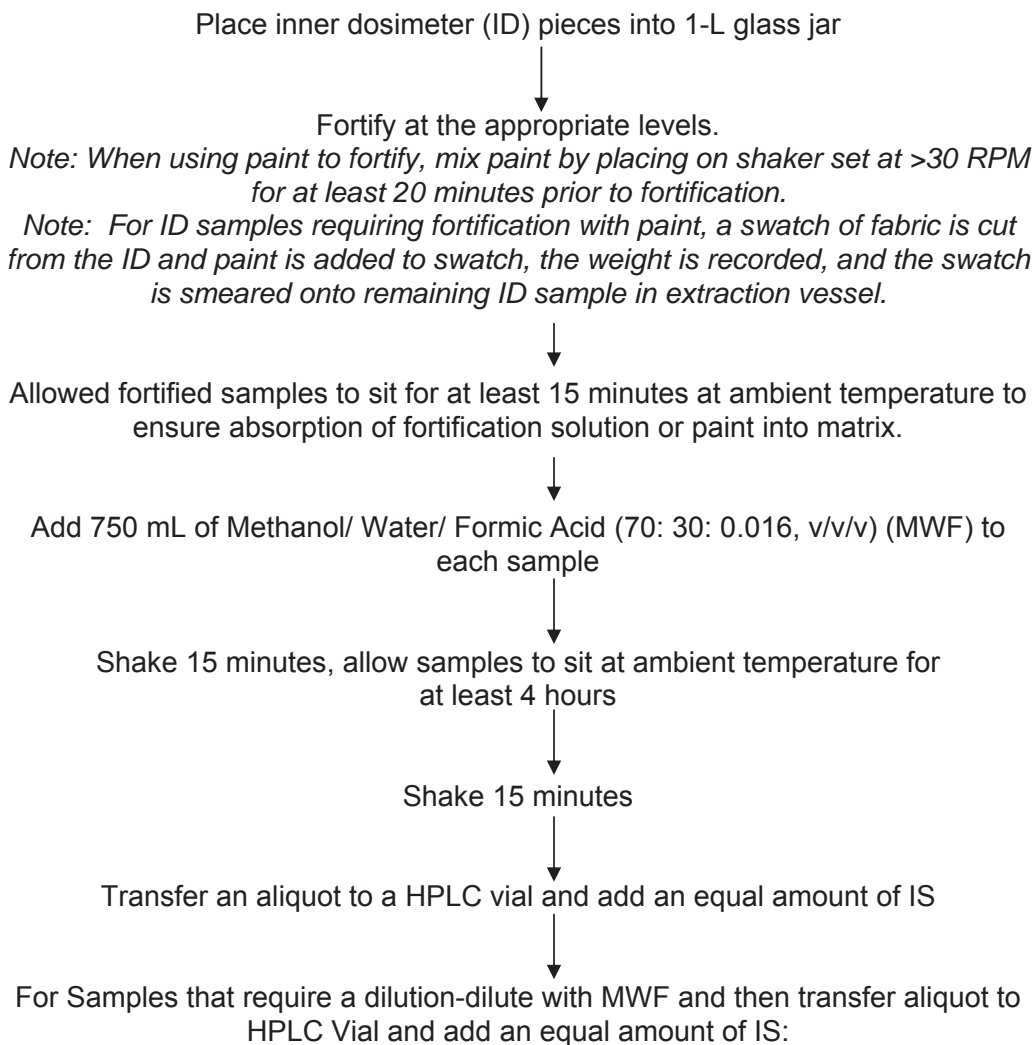 Place inner dosimeter (ID) pieces into 1-L glass jar
Fortify at the appropriate levels.
Note: When using paint to fortify, mix paint by placing on shaker set at >30 RPM
for at least 20 minutes prior to fortification.
Note:  For ID samples requiring fortification with paint, a swatch of fabric is cut
from the ID and paint is added to swatch, the weight is recorded, and the swatch
is smeared onto remaining ID sample in extraction vessel.
Allowed fortified samples to sit for at least 15 minutes at ambient temperature to
ensure absorption of fortification solution or paint into matrix.
Add 750 mL of Methanol/ Water/ Formic Acid (70: 30: 0.016, v/v/v) (MWF) to
each sample
Shake 15 minutes, allow samples to sit at ambient temperature for
at least 4 hours
Shake 15 minutes
Transfer an aliquot to a HPLC vial and add an equal amount of IS
For Samples that require a dilution-dilute with MWF and then transfer aliquot to
HPLC Vial and add an equal amount of IS: